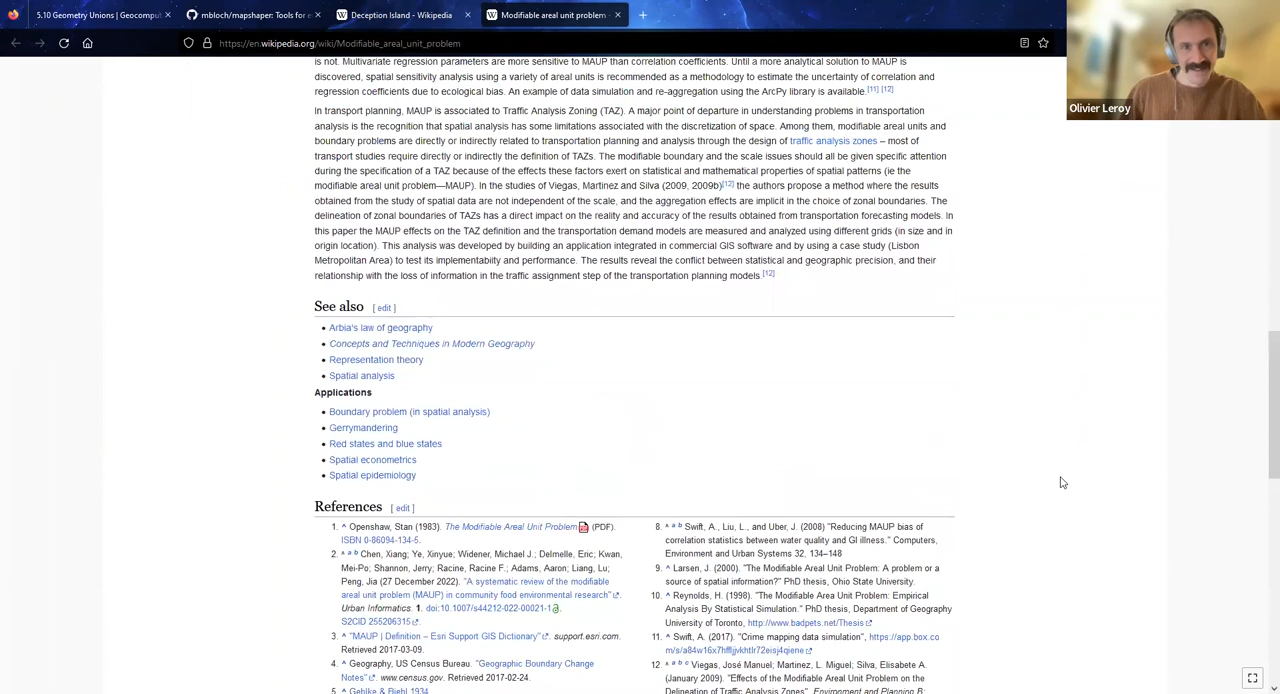 5.10 Geometry Unions | Geocomput
mbloch/mapshaper: Tools for e
Deception Island - Wikipedia
Modifiable areal unit problem -
https://en.wikipedia.org/wiki/Modifiable_areal_unit_problem
Olivier Leroy
is not. Multivariate regression parameters are more sensitive to MAUP than correlation coefficients. Until a more analytical solution to MAUP is
discovered, spatial sensitivity analysis using a variety of areal units is recommended as a methodology to estimate the uncertainty of correlation and
regression coefficients due to ecological bias. An example of data simulation and re-aggregation using the ArcPy library is available.[11] [12]
In transport planning, MAUP is associated to Traffic Analysis Zoning (TAZ). A major point of departure in understanding problems in transportation
analysis is the recognition that spatial analysis has some limitations associated with the discretization of space. Among them, modifiable areal units and
boundary problems are directly or indirectly related to transportation planning and analysis through the design of traffic analysis zones – most of
transport studies require directly or indirectly the definition of TAZs. The modifiable boundary and the scale issues should all be given specific attention
during the specification of a TAZ because of the effects these factors exert on statistical and mathematical properties of spatial patterns (ie the
modifiable areal unit problem—MAUP). In the studies of Viegas, Martinez and Silva (2009, 2009b)[12] the authors propose a method where the results
obtained from the study of spatial data are not independent of the scale, and the aggregation effects are implicit in the choice of zonal boundaries. The
delineation of zonal boundaries of TAZs has a direct impact on the reality and accuracy of the results obtained from transportation forecasting models. In
this paper the MAUP effects on the TAZ definition and the transportation demand models are measured and analyzed using different grids (in size and in
origin location). This analysis was developed by building an application integrated in commercial GIS software and by using a case study (Lisbon
Metropolitan Area) to test its implementabiity and performance. The results reveal the conflict between statistical and geographic precision, and their
relationship with the loss of information in the traffic assignment step of the transportation planning models.[12]
See also [ edit ]
• Arbia's law of geography
• Concepts and Techniques in Modern Geography
• Representation theory
• Spatial analysis
Applications
• Boundary problem (in spatial analysis)
• Gerrymandering
• Red states and blue states
• Spatial econometrics
• Spatial epidemiology
References [ edit ]
1. ^ Openshaw, Stan (1983). The Modifiable Areal Unit Problem (PDF).
ISBN 0-86094-134-5.
2. ^ a b Chen, Xiang; Ye, Xinyue; Widener, Michael J.; Delmelle, Eric; Kwan,
Mei-Po; Shannon, Jerry; Racine, Racine F.; Adams, Aaron; Liang, Lu;
Peng, Jia (27 December 2022). "A systematic review of the modifiable
areal unit problem (MAUP) in community food environmental research".
Urban Informatics. 1. doi:10.1007/s44212-022-00021-1.
S2CID 255206315.
3. ^ "MAUP | Definition – Esri Support GIS Dictionary". support.esri.com.
Retrieved 2017-03-09.
4. ^ Geography, US Census Bureau. "Geographic Boundary Change
Notes". www.census.gov. Retrieved 2017-02-24.
5. ^ Gehlke & Biehl 1934
8. ^ a b Swift, A., Liu, L., and Uber, J. (2008) "Reducing MAUP bias of
correlation statistics between water quality and GI illness." Computers,
Environment and Urban Systems 32, 134–148
9. ^ Larsen, J. (2000). "The Modifiable Areal Unit Problem: A problem or a
source of spatial information?" PhD thesis, Ohio State University.
10. ^ Reynolds, H. (1998). "The Modifiable Area Unit Problem: Empirical
Analysis By Statistical Simulation." PhD thesis, Department of Geography
University of Toronto, http://www.badpets.net/Thesis
11. ^ Swift, A. (2017). "Crime mapping data simulation", https://app.box.co
m/s/a84w16x7hffljjvkhtlr72eisj4qiene
12. ^ a b c Viegas, José Manuel; Martinez, L. Miguel; Silva, Elisabete A.
(January 2009). "Effects of the Modifiable Areal Unit Problem on the
Delineation of Traffic Analysis Zones". Environment and Planning B: